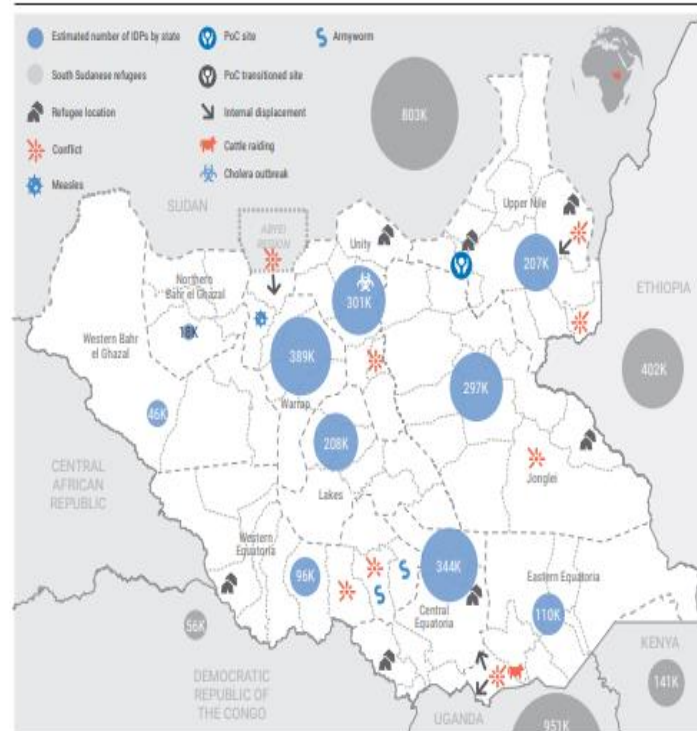 Estimated number of IDPs by state
PoC site
Armyworm
South Sudanese refugees
PoC transitioned site
Refugee location
Internal displacement
Conflict
Cattle raiding
Measles
Cholera outbreak
803K
SUDAN
ABYEI
REGION
Unity
Upper Nile
207K
ETHIOPIA
Northern
Bahr el Ghazal
301K
18K
Western Bahr
el Ghazal
389K
402K
Warrap
297K
46K
208K
CENTRAL
AFRICAN
REPUBLIC
Jonglei
Lakes
Western
Equatoria
344K
96K
Eastern Equatoria
Central
Equatoria
110K
56K
KENYA
DEMOCRATIC
REPUBLIC OF
THE CONGO
141K
UGANDA
951K